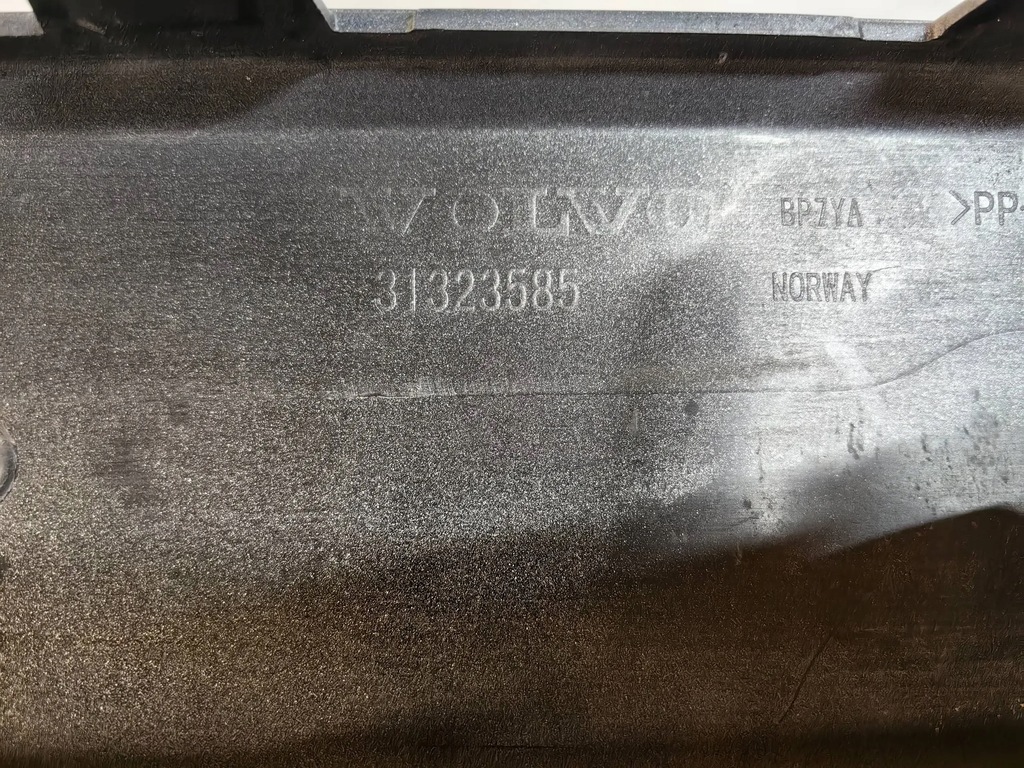 VOLVO BPZYA >PP-
31323585 NORWAY